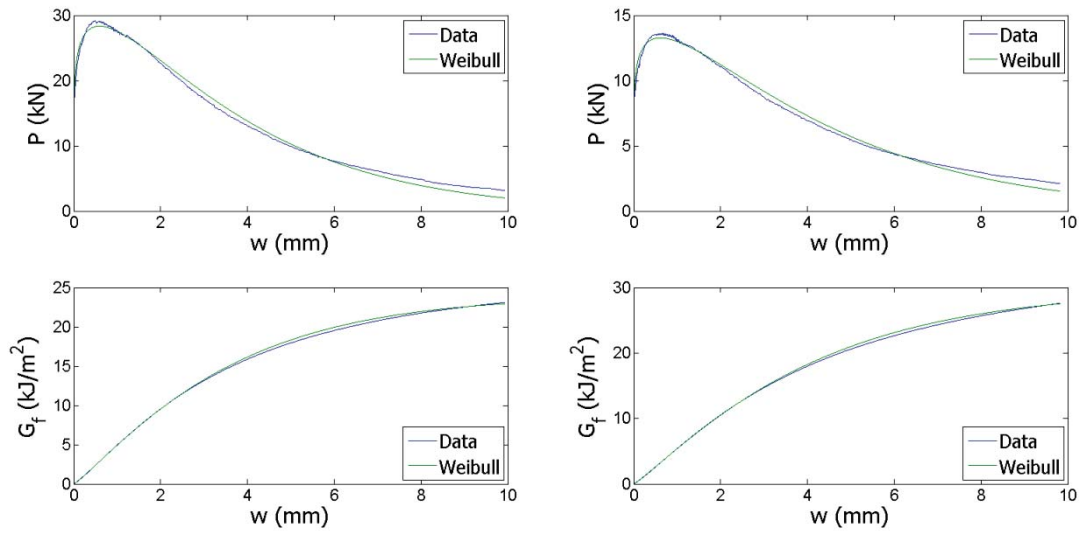 30
20
10
0
P (kN)
0 2 4 6 8 10
w (mm)
Data
Weibull
15
10
5
0
P (kN)
0 2 4 6 8 10
w (mm)
Data
Weibull
25
20
15
10
5
0
G_f (kJ/m²)
0 2 4 6 8 10
w (mm)
Data
Weibull
30
20
10
0
G_f (kJ/m²)
0 2 4 6 8 10
w (mm)
Data
Weibull